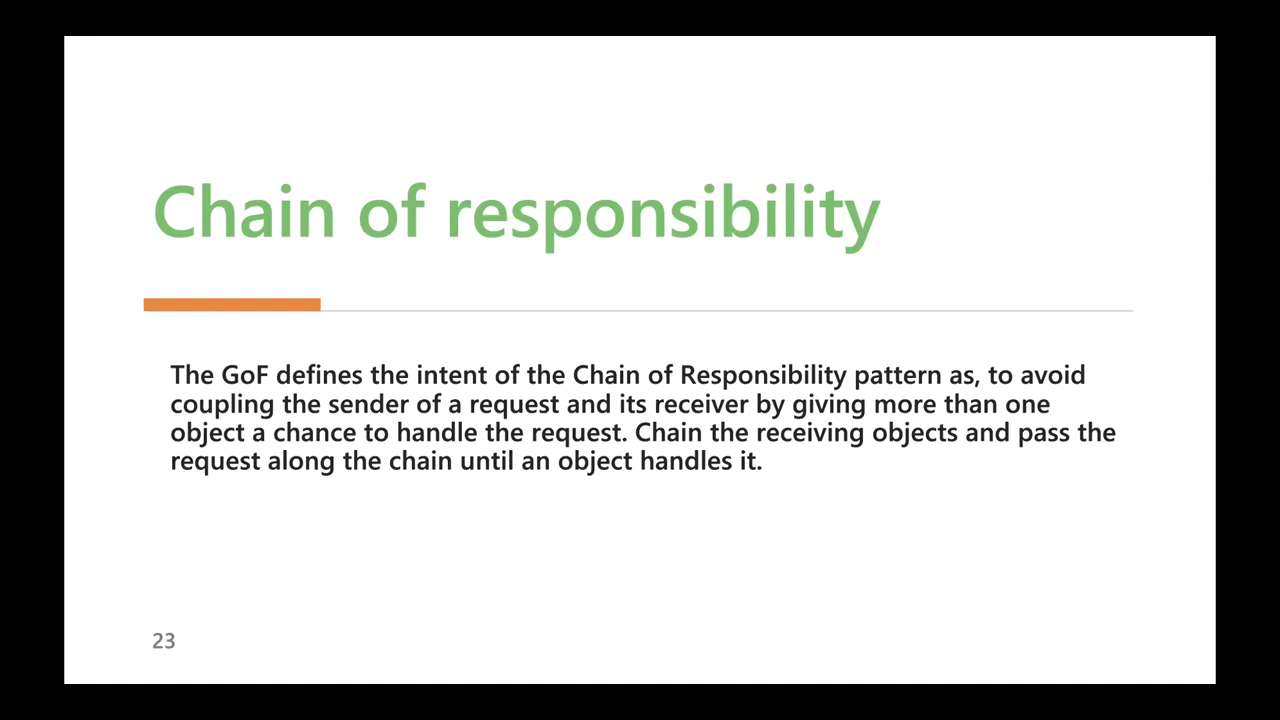 Chain of responsibility
The GoF defines the intent of the Chain of Responsibility pattern as, to avoid
coupling the sender of a request and its receiver by giving more than one
object a chance to handle the request. Chain the receiving objects and pass the
request along the chain until an object handles it.
23